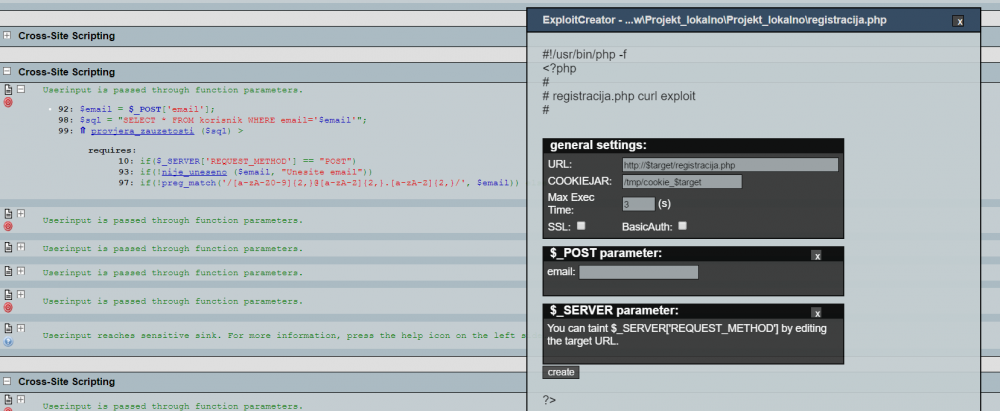 Cross-Site Scripting
Cross-Site Scripting
Userinput is passed through function parameters.
92: $email = $_POST['email'];
98: $sql = "SELECT * FROM korisnik WHERE email='$email'";
99: ⇑ provjera_zauzetosti ($sql) >
requires:
10: if($_SERVER['REQUEST_METHOD'] == "POST")
93: if(!nije_uneseno ($email, "Unesite email"))
97: if(!preg_match('/[a-zA-Z0-9]{2,}@[a-zA-Z]{2,}.[a-zA-Z]{2,}/', $email))
Userinput is passed through function parameters.
Userinput is passed through function parameters.
Userinput is passed through function parameters.
Userinput is passed through function parameters.
Userinput reaches sensitive sink. For more information, press the help icon on the left s
Cross-Site Scripting
Userinput is passed through function parameters.
ExploitCreator - ...w\Projekt_lokalno\Projekt_lokalno\registracija.php x
#!/usr/bin/php -f
<?php
#
# registracija.php curl exploit
#
general settings:
URL: http://$target/registracija.php
COOKIEJAR: /tmp/cookie_$target
Max Exec
Time: 3 (s)
SSL: BasicAuth:
$_POST parameter: x
email:
$_SERVER parameter: x
You can taint $_SERVER['REQUEST_METHOD'] by editing
the target URL.
create
?>